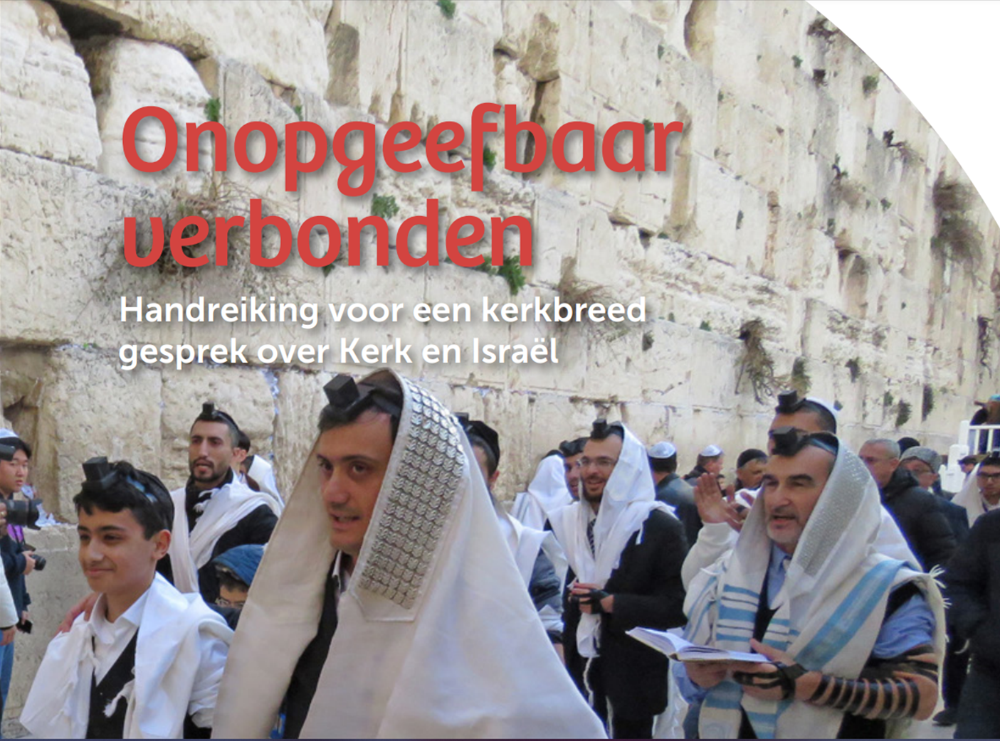 Onopgeefbaar
verbonden
Handreiking voor een kerkbreed
gesprek over Kerk en Israël